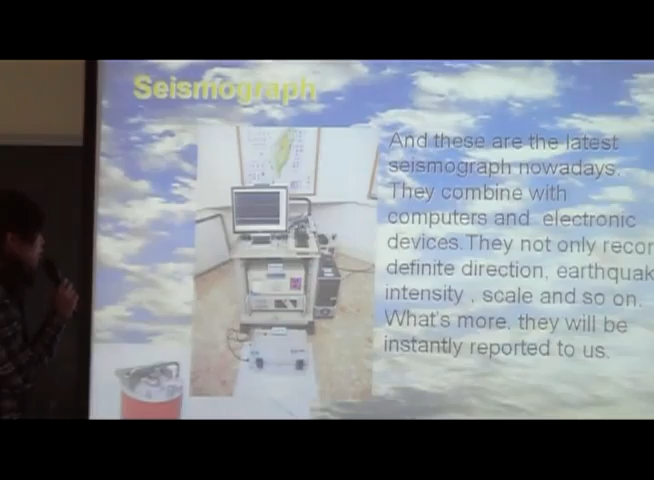 Seismograph
And these are the latest
seismograph nowadays.
They combine with
computers and electronic
devices.They not only recor
definite direction, earthquak
intensity , scale and so on.
What's more, they will be
instantly reported to us.